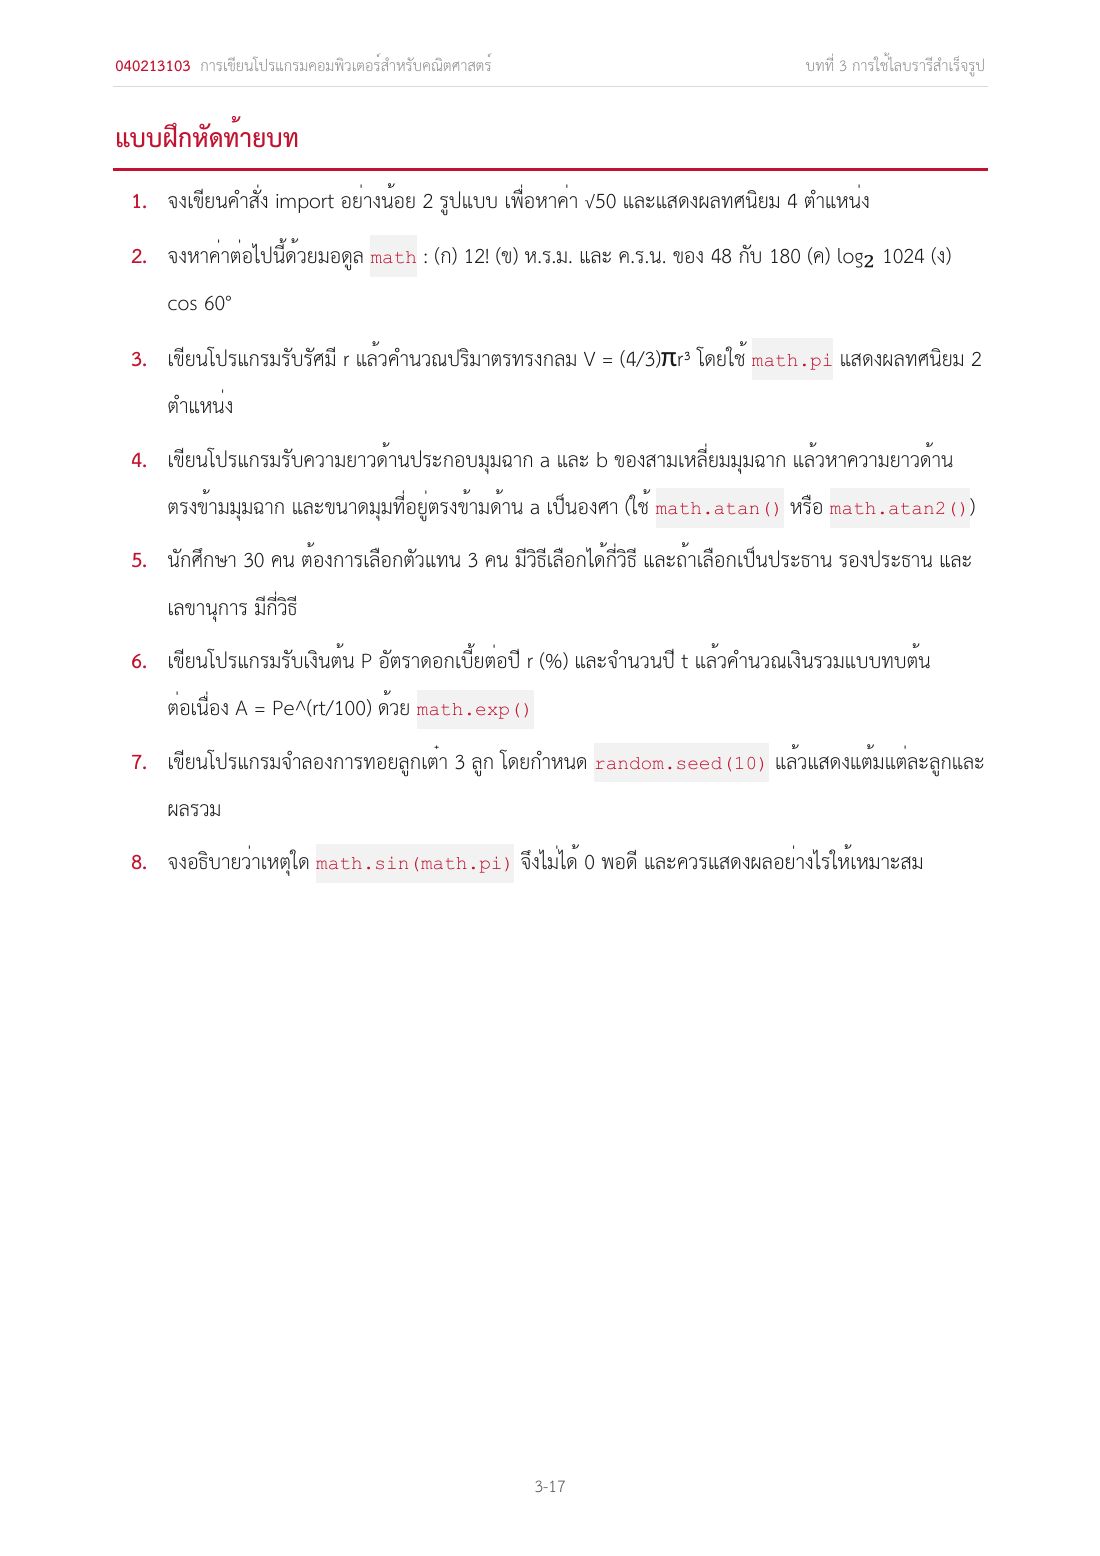 040213103 การเขียนโปรแกรมคอมพิวเตอร์สำหรับคณิตศาสตร์ บทที่ 3 การใช้ไลบรารีสำเร็จรูป
แบบฝึกหัดท้ายบท
1. จงเขียนคำสั่ง import อย่างน้อย 2 รูปแบบ เพื่อหาค่า √50 และแสดงผลทศนิยม 4 ตำแหน่ง
2. จงหาค่าต่อไปนี้ด้วยมอดูล math : (ก) 12! (ข) ห.ร.ม. และ ค.ร.น. ของ 48 กับ 180 (ค) log₂ 1024 (ง)
cos 60°
3. เขียนโปรแกรมรับรัศมี r แล้วคำนวณปริมาตรทรงกลม V = (4/3)πr³ โดยใช้ math.pi แสดงผลทศนิยม 2
ตำแหน่ง
4. เขียนโปรแกรมรับความยาวด้านประกอบมุมฉาก a และ b ของสามเหลี่ยมมุมฉาก แล้วหาความยาวด้าน
ตรงข้ามมุมฉาก และขนาดมุมที่อยู่ตรงข้ามด้าน a เป็นองศา (ใช้ math.atan() หรือ math.atan2())
5. นักศึกษา 30 คน ต้องการเลือกตัวแทน 3 คน มีวิธีเลือกได้กี่วิธี และถ้าเลือกเป็นประธาน รองประธาน และ
เลขานุการ มีกี่วิธี
6. เขียนโปรแกรมรับเงินต้น P อัตราดอกเบี้ยต่อปี r (%) และจำนวนปี t แล้วคำนวณเงินรวมแบบทบต้น
ต่อเนื่อง A = Pe^(rt/100) ด้วย math.exp()
7. เขียนโปรแกรมจำลองการทอยลูกเต๋า 3 ลูก โดยกำหนด random.seed(10) แล้วแสดงแต้มแต่ละลูกและ
ผลรวม
8. จงอธิบายว่าเหตุใด math.sin(math.pi) จึงไม่ได้ 0 พอดี และควรแสดงผลอย่างไรให้เหมาะสม
3-17